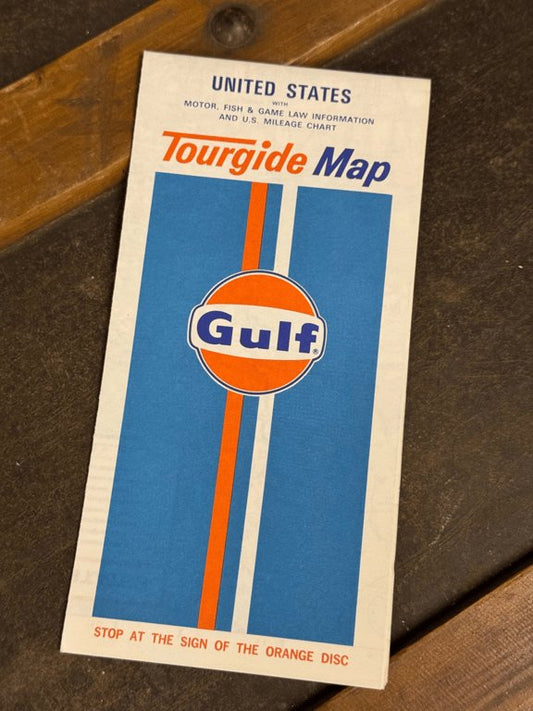 UNITED STATES
WITH
MOTOR, FISH & GAME LAW INFORMATION
AND U.S. MILEAGE CHART
Tourgide Map
Gulf®
STOP AT THE SIGN OF THE ORANGE DISC